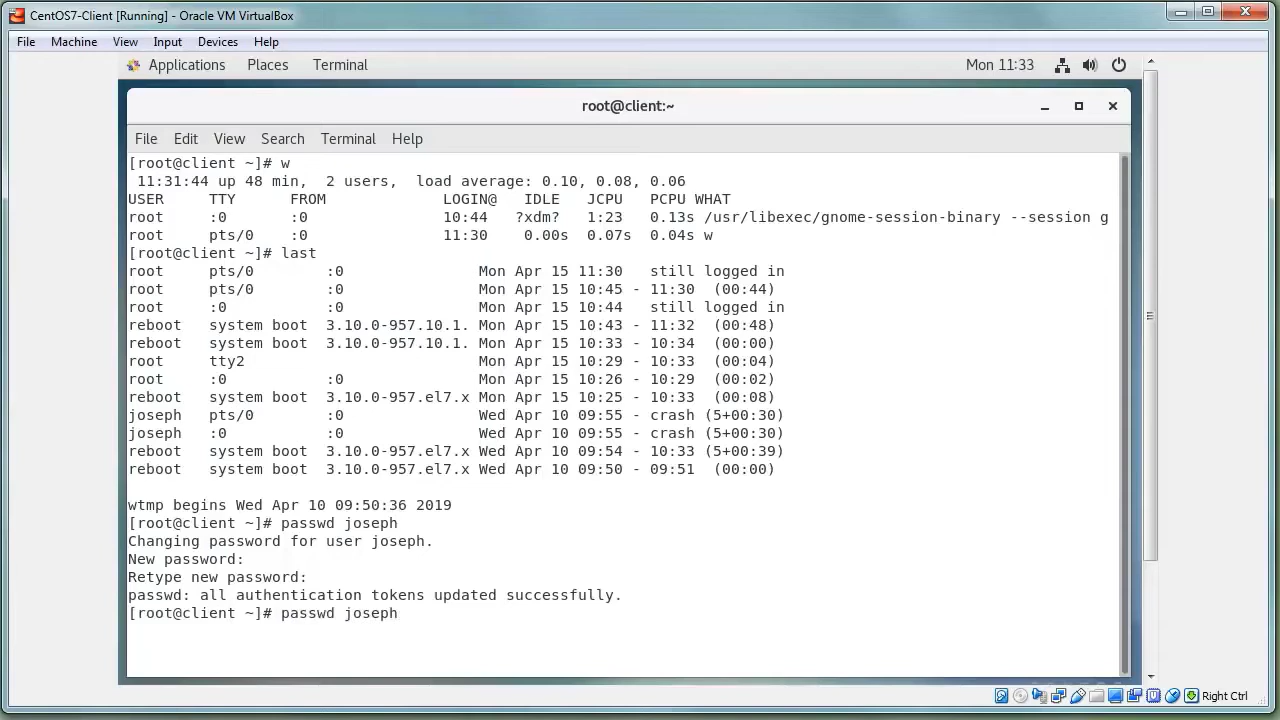 CentOS7-Client [Running] - Oracle VM VirtualBox
File Machine View Input Devices Help
Applications Places Terminal Mon 11:33
root@client:~
File Edit View Search Terminal Help
[root@client ~]# w
 11:31:44 up 48 min,  2 users,  load average: 0.10, 0.08, 0.06
USER     TTY      FROM             LOGIN@   IDLE   JCPU   PCPU WHAT
root     :0       :0               10:44   ?xdm?   1:23   0.13s /usr/libexec/gnome-session-binary --session g
root     pts/0    :0               11:30    0.00s  0.07s  0.04s w
[root@client ~]# last
root     pts/0        :0               Mon Apr 15 11:30   still logged in
root     pts/0        :0               Mon Apr 15 10:45 - 11:30  (00:44)
root     :0           :0               Mon Apr 15 10:44   still logged in
reboot   system boot  3.10.0-957.10.1. Mon Apr 15 10:43 - 11:32  (00:48)
reboot   system boot  3.10.0-957.10.1. Mon Apr 15 10:33 - 10:34  (00:00)
root     tty2                          Mon Apr 15 10:29 - 10:33  (00:04)
root     :0           :0               Mon Apr 15 10:26 - 10:29  (00:02)
reboot   system boot  3.10.0-957.el7.x Mon Apr 15 10:25 - 10:33  (00:08)
joseph   pts/0        :0               Wed Apr 10 09:55 - crash (5+00:30)
joseph   :0           :0               Wed Apr 10 09:55 - crash (5+00:30)
reboot   system boot  3.10.0-957.el7.x Wed Apr 10 09:54 - 10:33 (5+00:39)
reboot   system boot  3.10.0-957.el7.x Wed Apr 10 09:50 - 09:51  (00:00)
wtmp begins Wed Apr 10 09:50:36 2019
[root@client ~]# passwd joseph
Changing password for user joseph.
New password:
Retype new password:
passwd: all authentication tokens updated successfully.
[root@client ~]# passwd joseph
Right Ctrl